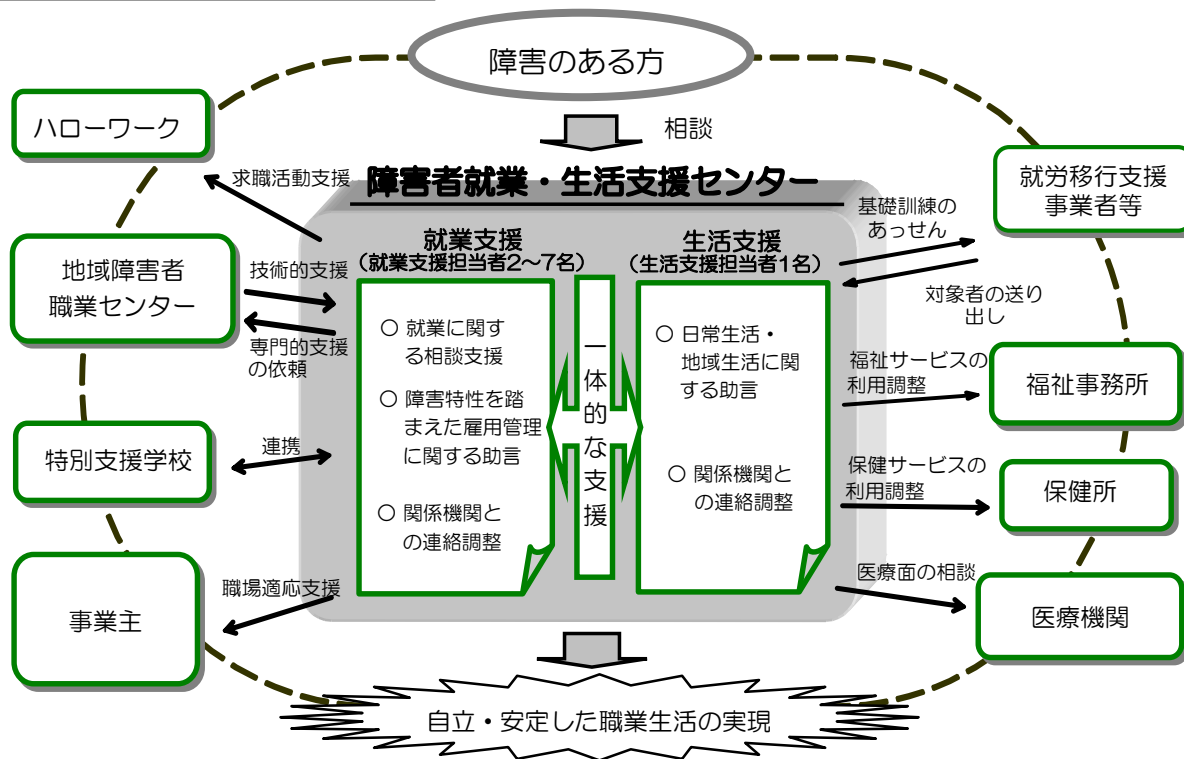 障害のある方
相談
ハローワーク
求職活動支援
地域障害者
職業センター
技術的支援
専門的支援
の依頼
特別支援学校
連携
事業主
職場適応支援
障害者就業・生活支援センター
就業支援
(就業支援担当者2～7名)
○ 就業に関す
る相談支援
○ 障害特性を踏
まえた雇用管理
に関する助言
○ 関係機関と
の連絡調整
一体的な支援
生活支援
(生活支援担当者1名)
○ 日常生活・
地域生活に関
する助言
○ 関係機関と
の連絡調整
基礎訓練の
あっせん
対象者の送り
出し
就労移行支援
事業者等
福祉サービスの
利用調整
福祉事務所
保健サービスの
利用調整
保健所
医療面の相談
医療機関
自立・安定した職業生活の実現